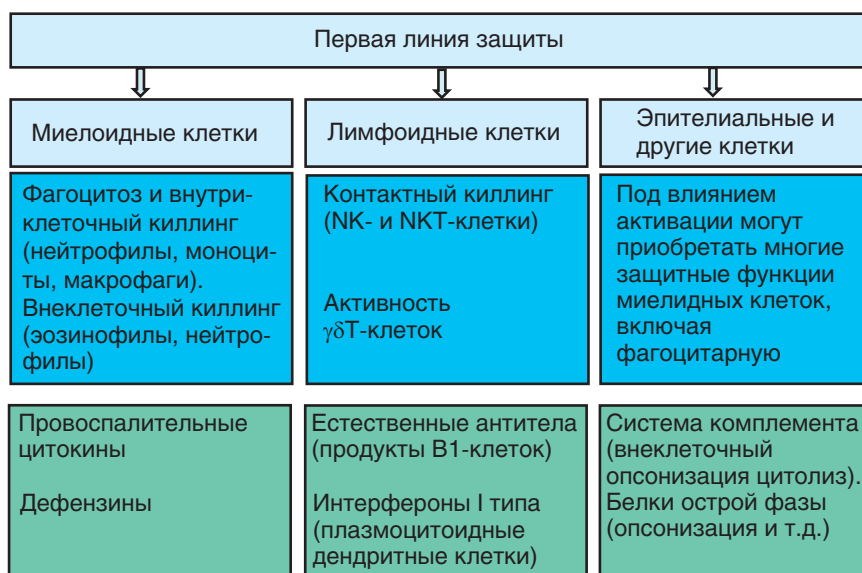 Первая линия защиты
Миелоидные клетки
Лимфоидные клетки
Эпителиальные и
другие клетки
Фагоцитоз и внутри-
клеточный киллинг
(нейтрофилы, моноци-
ты, макрофаги).
Внеклеточный киллинг
(эозинофилы, нейтро-
филы)
Контактный киллинг
(NK- и NKT-клетки)
Активность
γδT-клеток
Под влиянием
активации могут
приобретать многие
защитные функции
миелидных клеток,
включая
фагоцитарную
Провоспалительные
цитокины
Дефензины
Естественные антитела
(продукты B1-клеток)
Интерфероны I типа
(плазмоцитоидные
дендритные клетки)
Система комплемента
(внеклеточный
опсонизация цитолиз).
Белки острой фазы
(опсонизация и т.д.)